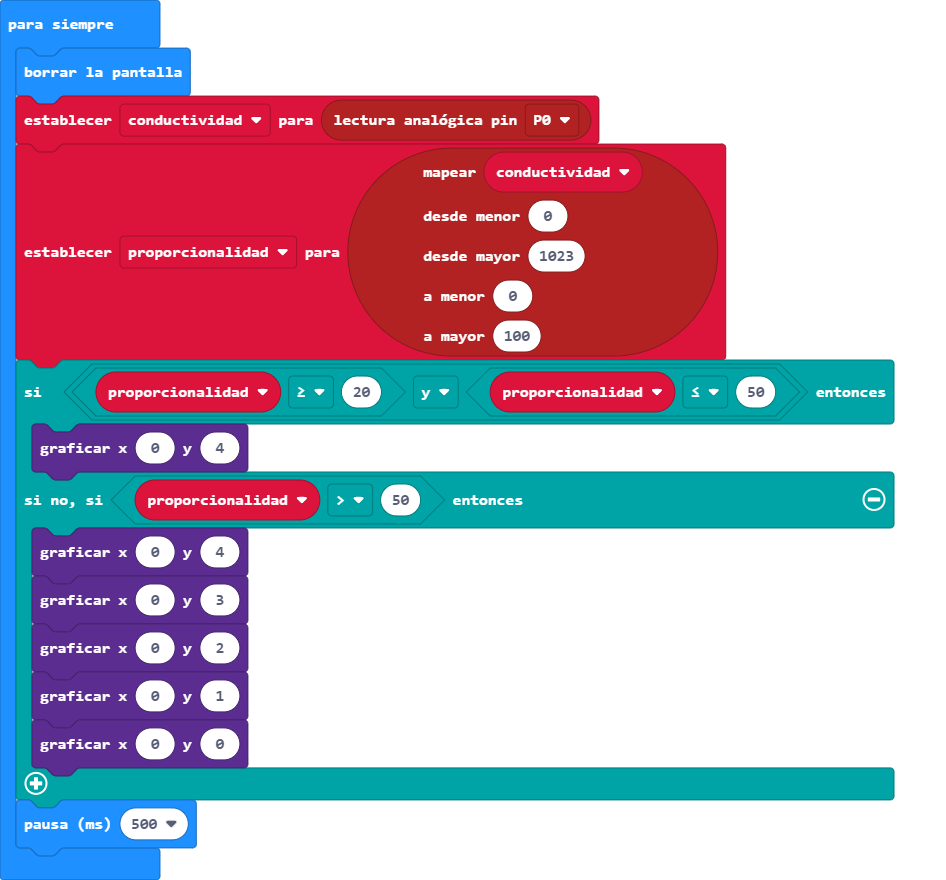 para siempre
borrar la pantalla
establecer conductividad para lectura analógica pin P0
mapear conductividad
desde menor 0
establecer proporcionalidad para
desde mayor 1023
a menor 0
a mayor 100
si proporcionalidad ≥ 20 y proporcionalidad ≤ 50 entonces
graficar x 0 y 4
si no, si proporcionalidad > 50 entonces
graficar x 0 y 4
graficar x 0 y 3
graficar x 0 y 2
graficar x 0 y 1
graficar x 0 y 0
pausa (ms) 500